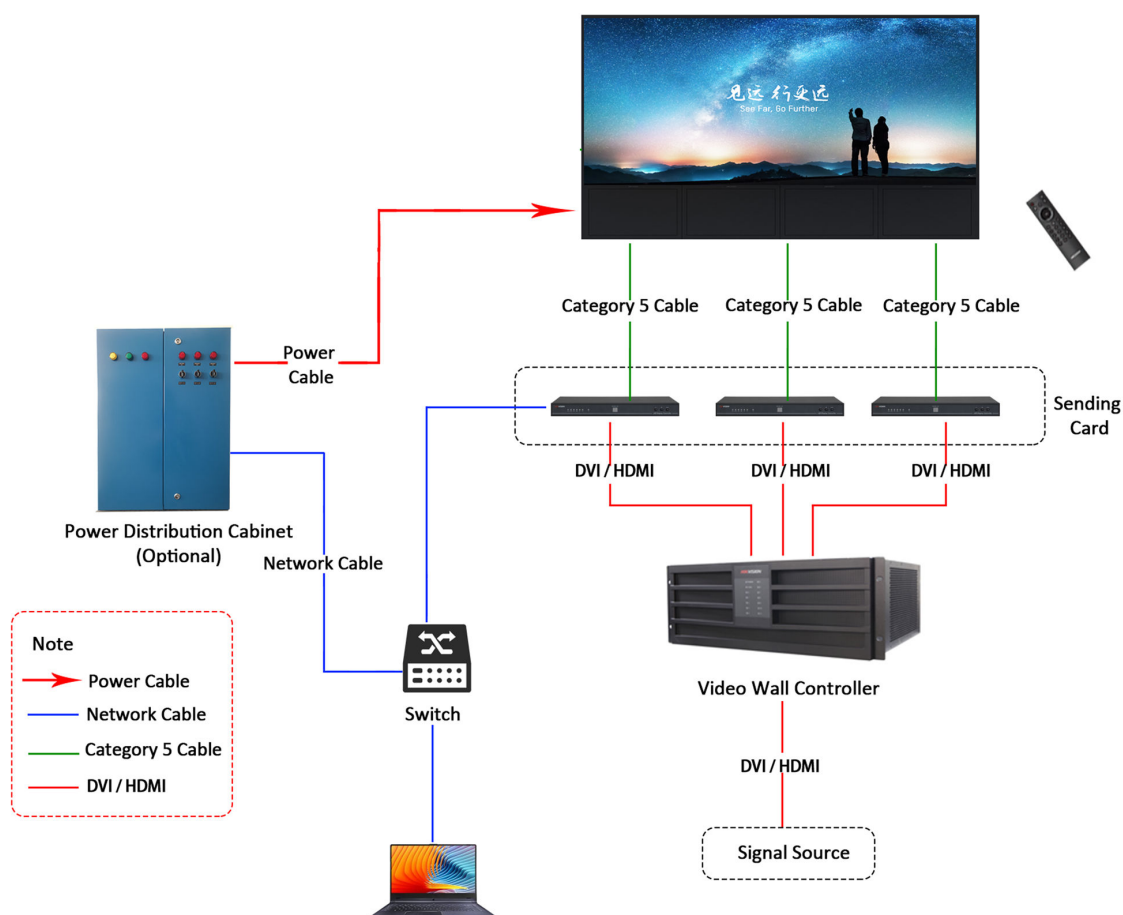 见远 行更远
See Far, Go Further
Category 5 Cable
Category 5 Cable
Category 5 Cable
Power
Cable
Sending
Card
DVI / HDMI
DVI / HDMI
DVI / HDMI
Power Distribution Cabinet
(Optional)
Network Cable
Note
Power Cable
Network Cable
Category 5 Cable
DVI / HDMI
Switch
Video Wall Controller
DVI / HDMI
Signal Source